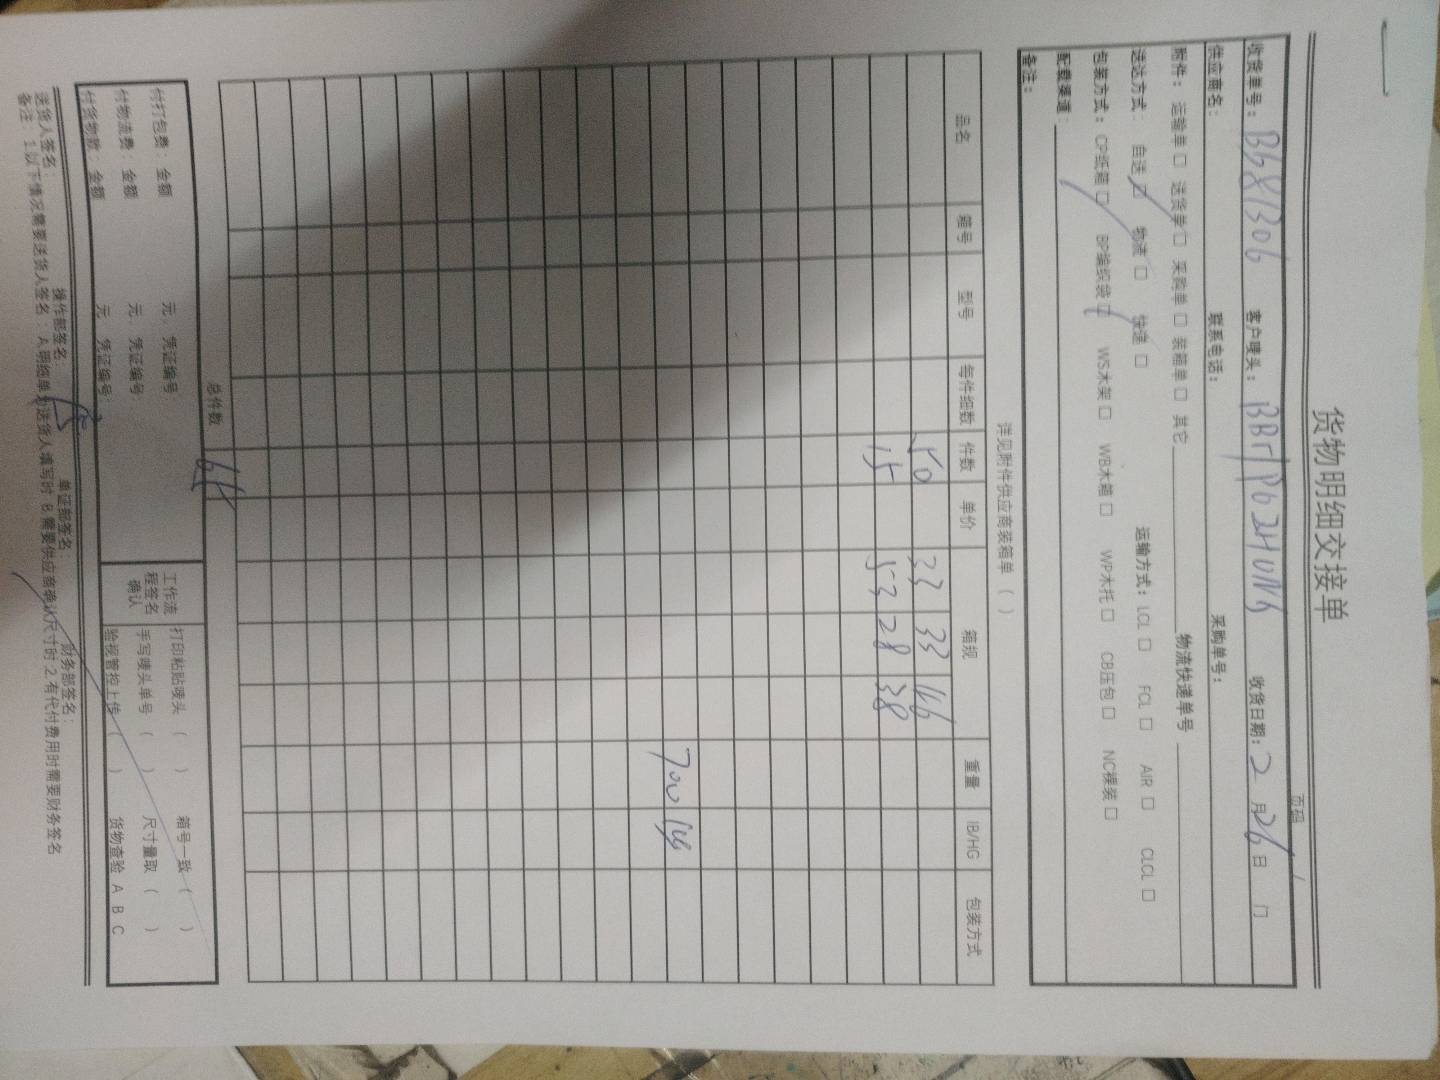 货物明细交接单
页码
收货单号: Bb81306 客户唛头: 收货日期: 2 月 26 日 门
供应商名: 联系电话: 采购单号:
附件: 运输单 □ 送货单 □ 采购单 □ 装箱单 □ 其它 物流快递单号
送达方式: 自送 □ 物流 □ 快递 □ 运输方式: LCL □ FCL □ AIR □ CLCL □
包装方式: CP纸箱 □ BP编织袋 □ WS木架 □ WB木箱 □ WP木托 □ CB压包 □ NC裸装 □
配载渠道:
备注:
详见附件供应商装箱单 ( )
品名 箱号 型号 每件细数 件数 单价 箱规 重量 IB/HG 包装方式
50 33 33 46
15 53 28 38
700 kg
总件数
付打包费: 金额 元, 凭证编号 工作流程签名确认 打印粘贴唛头 ( ) 箱号一致 ( )
付物流费: 金额 元, 凭证编号 手写唛头单号 ( ) 尺寸量取 ( )
付货物款: 金额 元, 凭证编号: 验视管控上传 ( ) 货物查验 A B C
送货人签名: 操作部签名: 单证部签名: 财务部签名:
备注: 1.以下情况需要送货人签名: A.明细单为送货人填写时 B.需要供应商确认尺寸时 2.有代付费用时需要财务签名